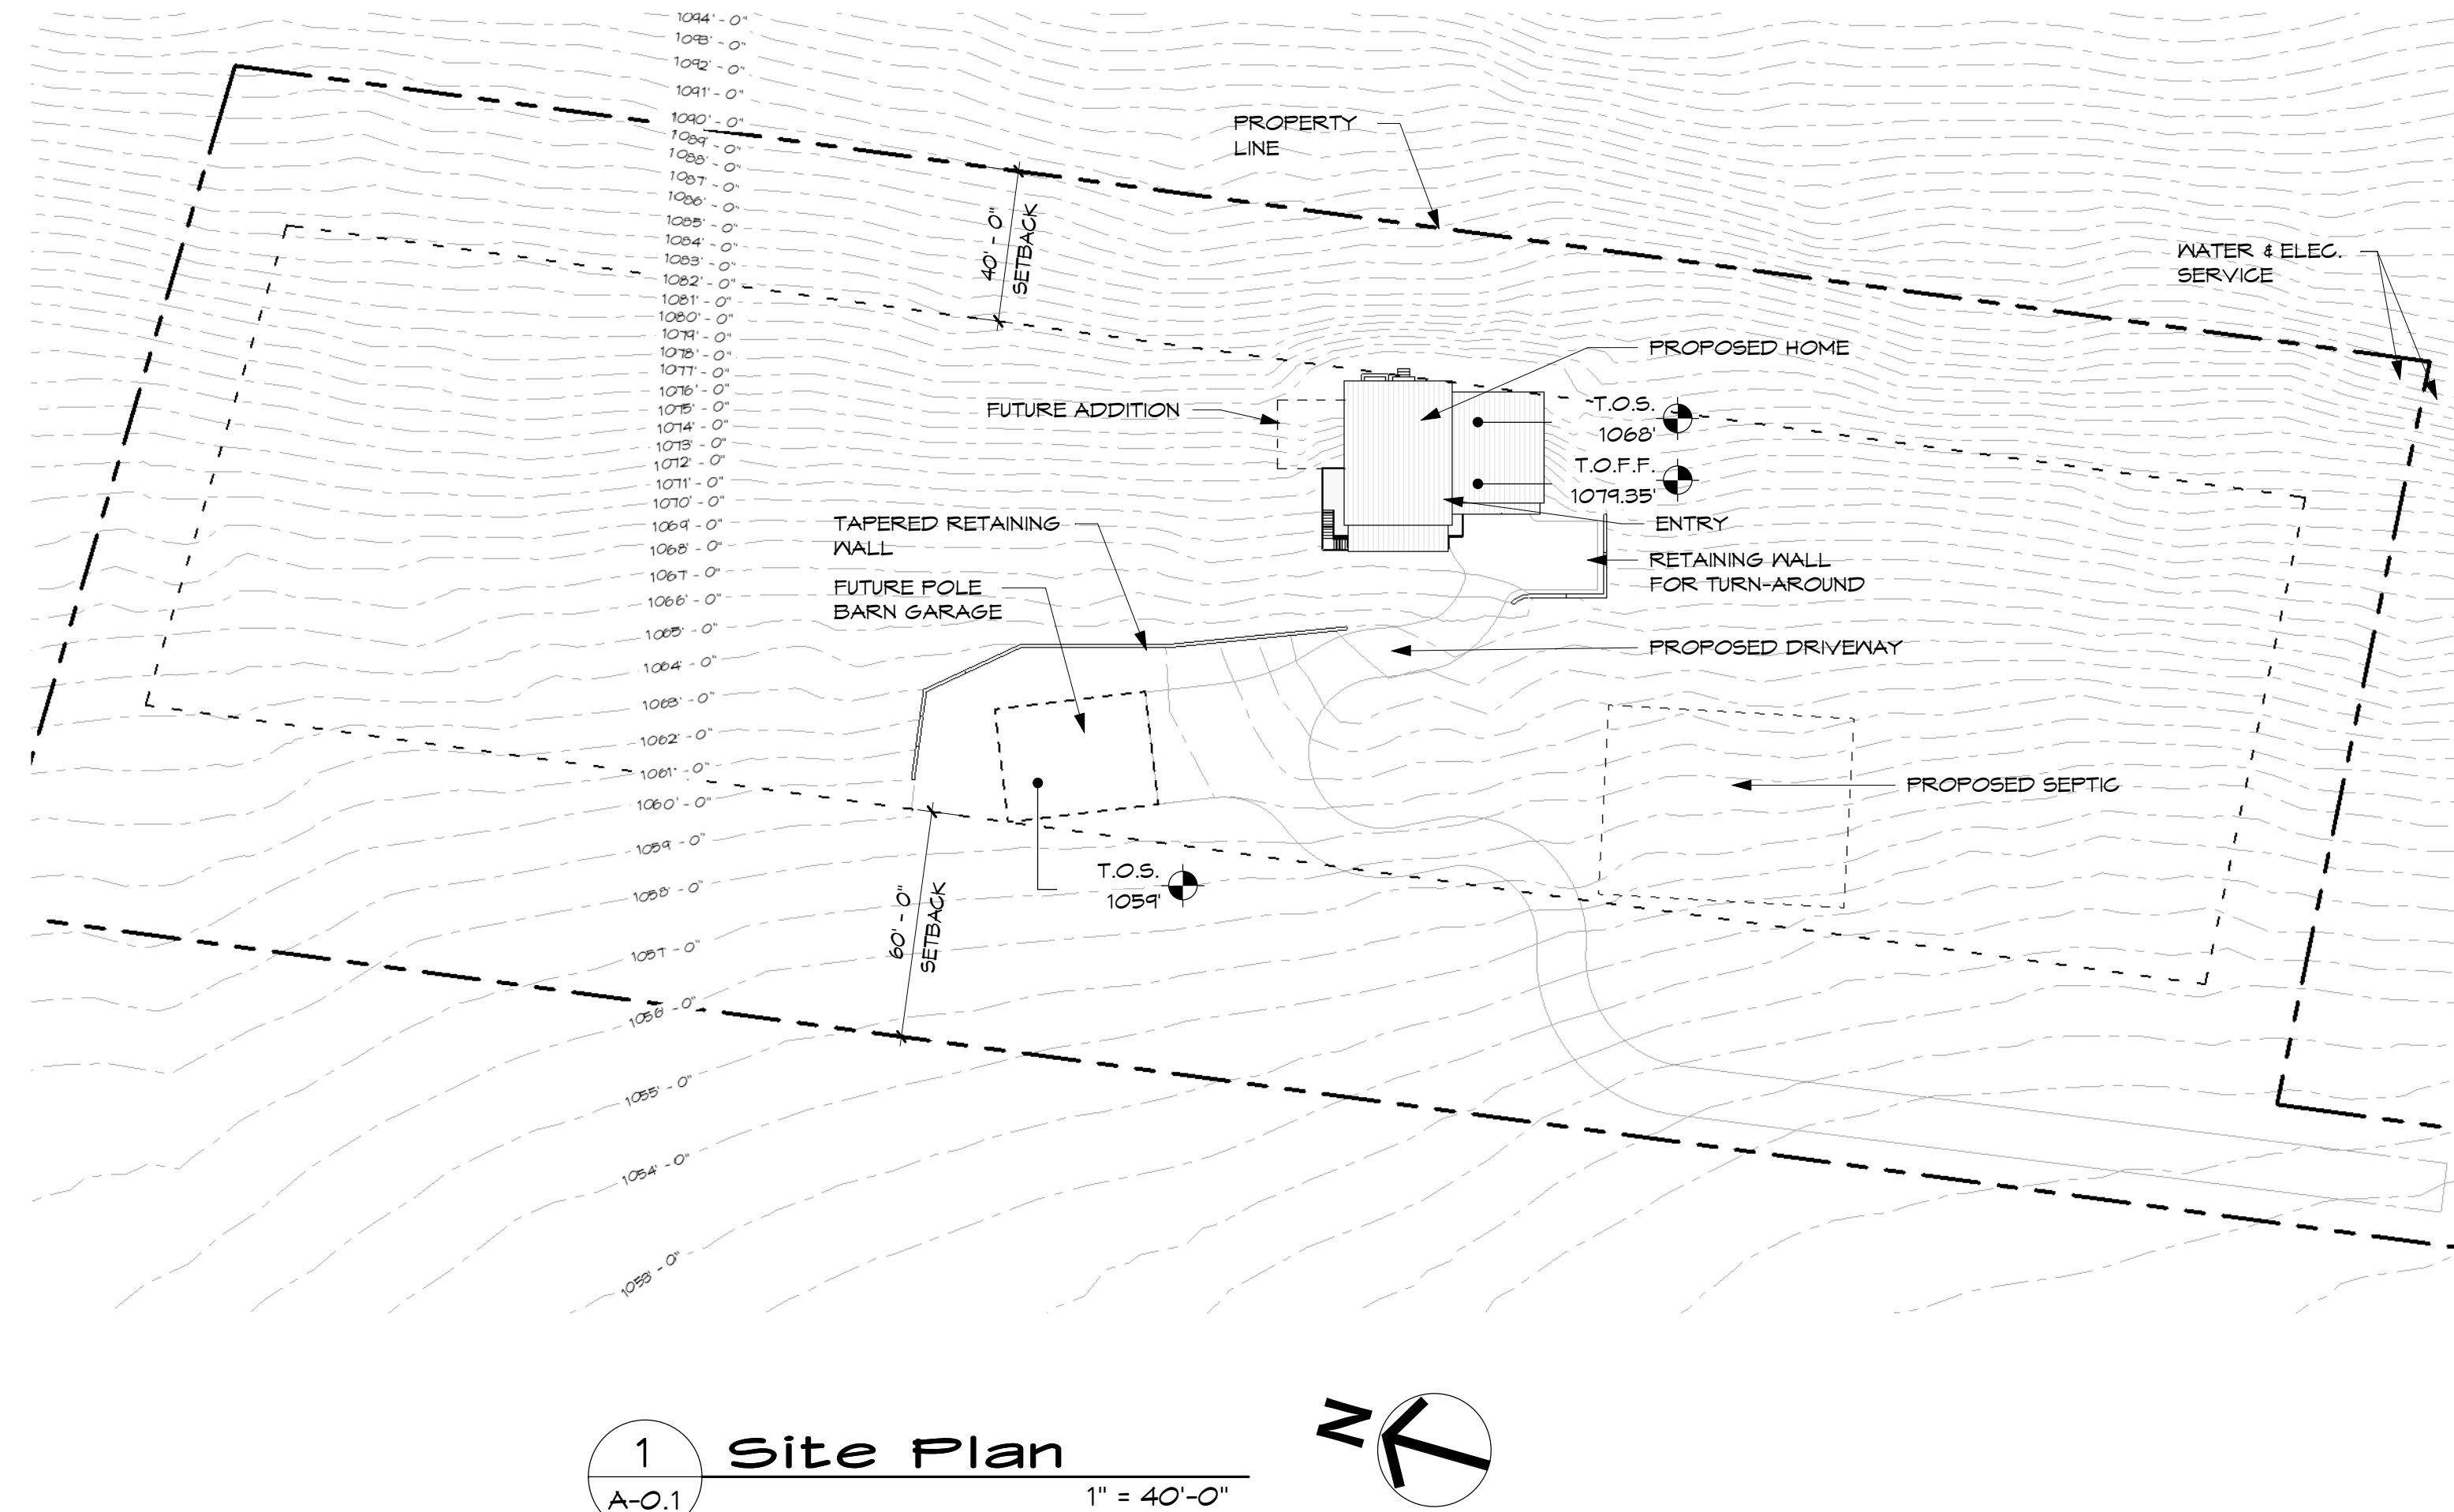 1094' - 0"
1093' - 0"
1092' - 0"
1091' - 0"
1090' - 0"
1089' - 0"
1088' - 0"
1087' - 0"
1086' - 0"
1085' - 0"
1084' - 0"
1083' - 0"
1082' - 0"
1081' - 0"
1080' - 0"
1079' - 0"
1078' - 0"
1077' - 0"
1076' - 0"
1075' - 0"
1074' - 0"
1073' - 0"
1072' - 0"
1071' - 0"
1070' - 0"
1069' - 0"
1068' - 0"
1067' - 0"
1066' - 0"
1065' - 0"
1064' - 0"
1063' - 0"
1062' - 0"
1061' - 0"
1060' - 0"
1059' - 0"
1058' - 0"
1057' - 0"
1056' - 0"
1055' - 0"
1054' - 0"
1053' - 0"
PROPERTY
LINE
40' - 0"
SETBACK
WATER & ELEC.
SERVICE
PROPOSED HOME
FUTURE ADDITION
T.O.S.
1068'
T.O.F.F.
1079.35'
ENTRY
TAPERED RETAINING
WALL
RETAINING WALL
FOR TURN-AROUND
FUTURE POLE
BARN GARAGE
PROPOSED DRIVEWAY
PROPOSED SEPTIC
T.O.S.
1059'
60' - 0"
SETBACK
N
1
A-0.1
Site Plan
1" = 40'-0"